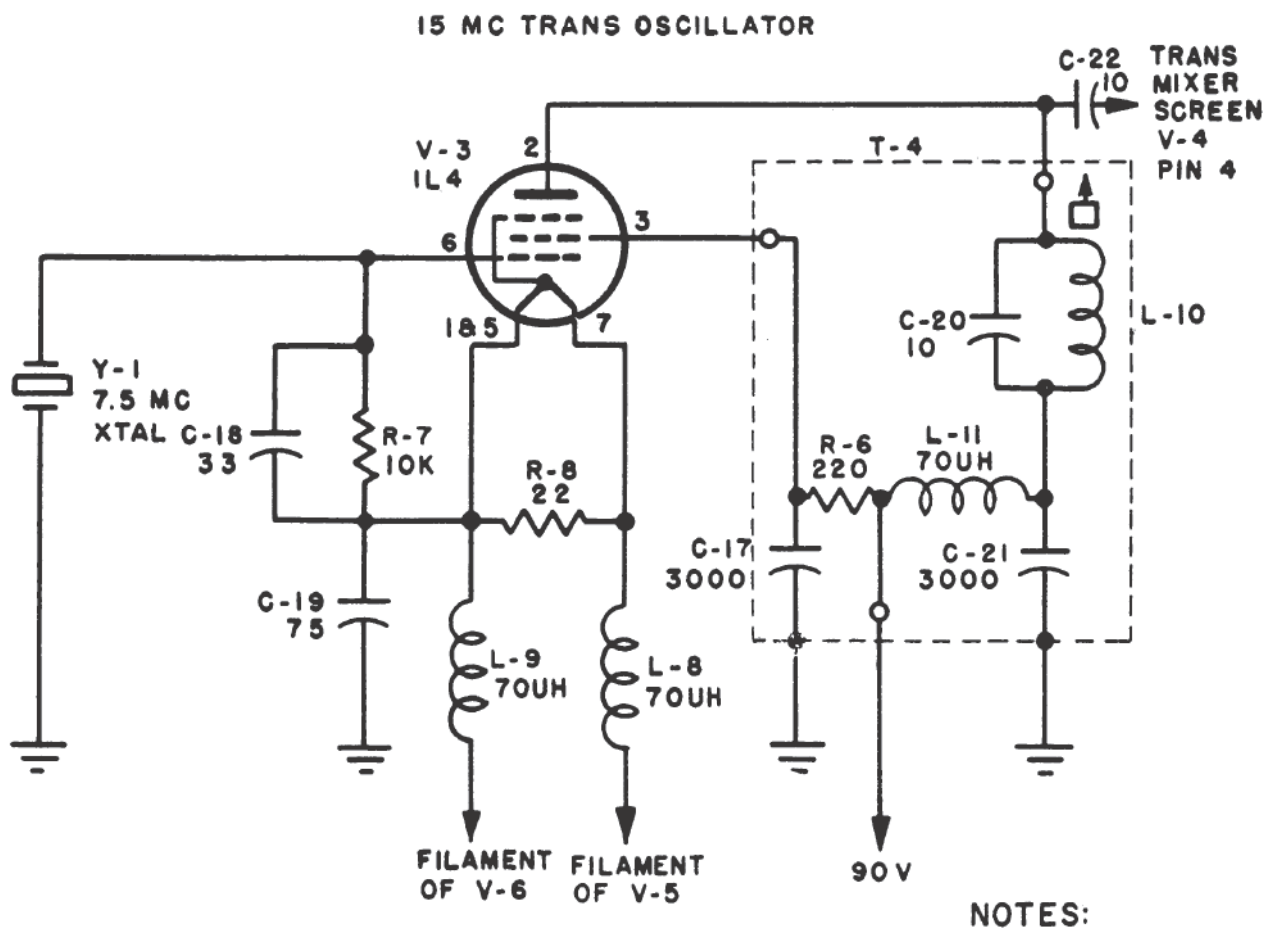 15 MC TRANS OSCILLATOR
C-22
10
TRANS
MIXER
SCREEN
V-4
PIN 4
T-4
V-3
1L4
2
3
6
1&5
7
Y-1
7.5 MC
XTAL
C-18
33
R-7
10K
R-8
22
C-19
75
L-9
70UH
L-8
70UH
C-20
10
L-10
R-6
220
L-11
70UH
C-17
3000
C-21
3000
FILAMENT
OF V-6
FILAMENT
OF V-5
90V
NOTES: